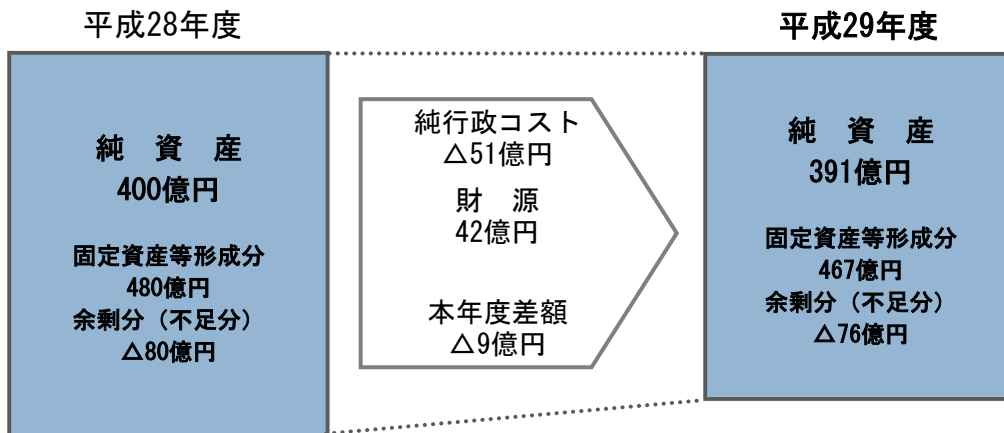 平成28年度
純　資　産
400億円
固定資産等形成分
480億円
余剰分（不足分）
△80億円
純行政コスト
△51億円
財　源
42億円
本年度差額
△9億円
平成29年度
純　資　産
391億円
固定資産等形成分
467億円
余剰分（不足分）
△76億円